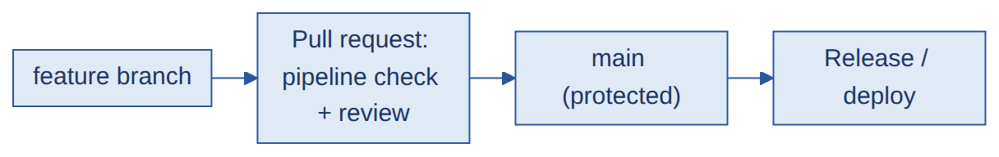 feature branch
Pull request:
pipeline check
+ review
main
(protected)
Release /
deploy